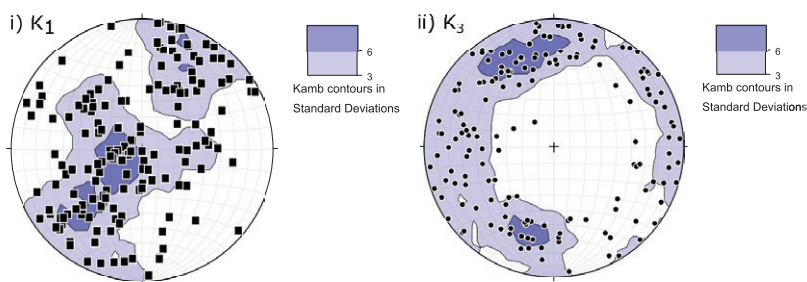 i) K1
6
3
Kamb contours in
Standard Deviations
ii) K3
6
3
Kamb contours in
Standard Deviations